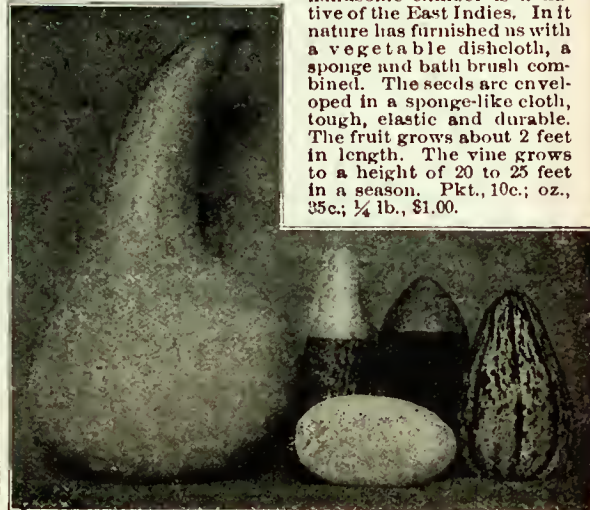 tive of the East Indies. In it
nature has furnished us with
a vegetable dishcloth, a
sponge and bath brush com-
bined. The seeds are envel-
oped in a sponge-like cloth,
tough, elastic and durable.
The fruit grows about 2 feet
in length. The vine grows
to a height of 20 to 25 feet
in a season. Pkt., 10c.; oz.,
35c.; ¼ lb., $1.00.